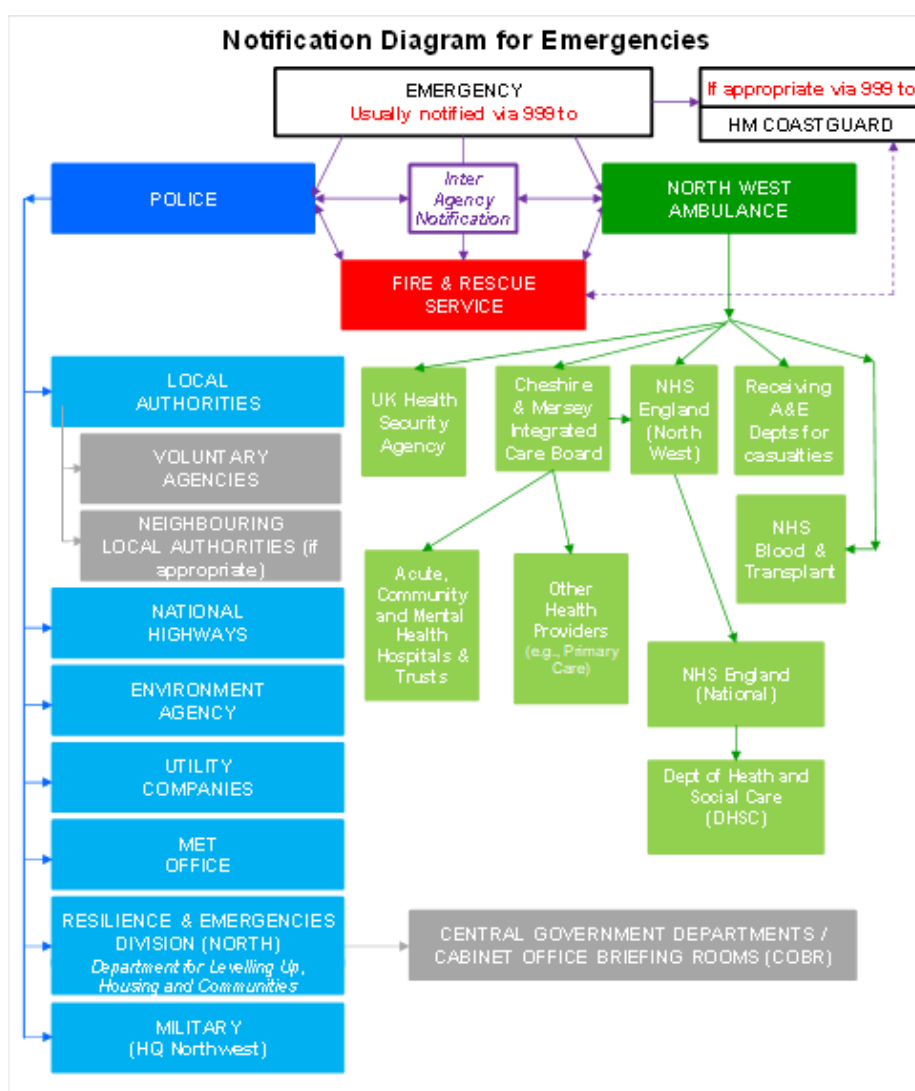 Notification Diagram for Emergencies
EMERGENCY
Usually notified via 999 to
If appropriate via 999 to
HM COASTGUARD
POLICE
Inter
Agency
Notification
NORTH WEST
AMBULANCE
FIRE & RESCUE
SERVICE
LOCAL
AUTHORITIES
VOLUNTARY
AGENCIES
NEIGHBOURING
LOCAL AUTHORITIES (if
appropriate)
NATIONAL
HIGHWAYS
ENVIRONMENT
AGENCY
UTILITY
COMPANIES
MET
OFFICE
RESILIENCE & EMERGENCIES
DIVISION (NORTH)
Department for Levelling Up,
Housing and Communities
MILITARY
(HQ Northwest)
UK Health
Security
Agency
Cheshire
& Mersey
Integrated
Care Board
NHS
England
(North
West)
Receiving
A&E
Depts for
casualties
NHS
Blood &
Transplant
Acute,
Community
and Mental
Health
Hospitals &
Trusts
Other
Health
Providers
(e.g., Primary
Care)
NHS England
(National)
Dept of Heath and
Social Care
(DHSC)
CENTRAL GOVERNMENT DEPARTMENTS /
CABINET OFFICE BRIEFING ROOMS (COBR)